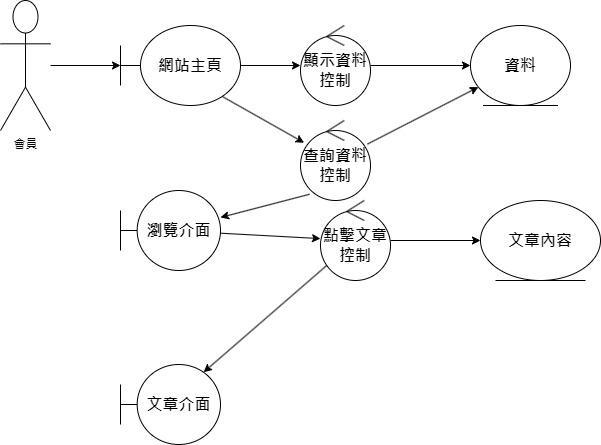 會員
網站主頁
顯示資料
控制
資料
查詢資料
控制
瀏覽介面
點擊文章
控制
文章內容
文章介面